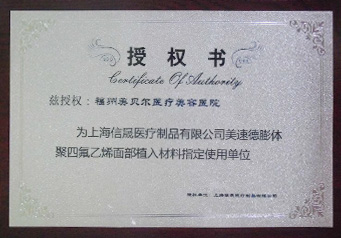 授权书
Certificate Of Authority
兹授权：福州美贝尔医疗美容医院
为上海信晟医疗制品有限公司美速德膨体
聚四氟乙烯面部植入材料指定使用单位